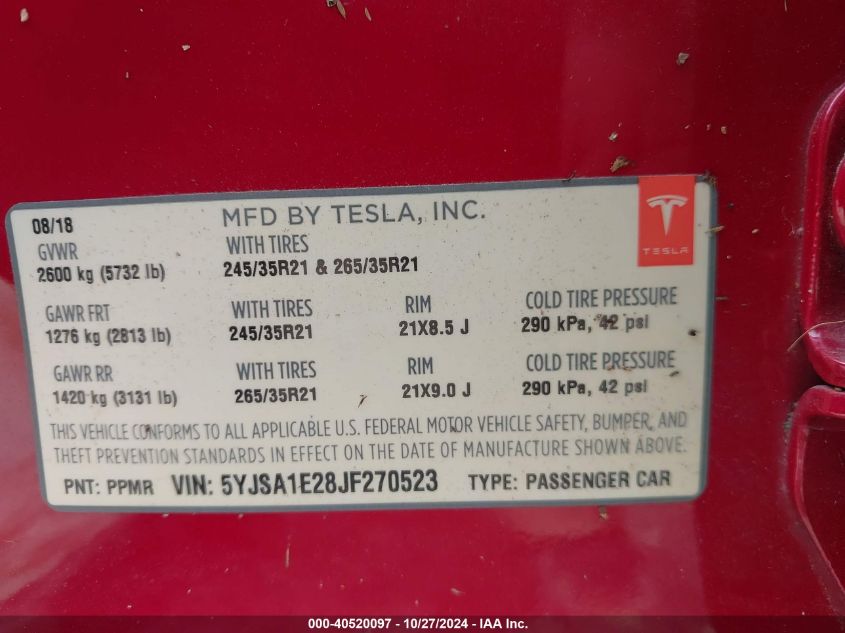 08/18
MFD BY TESLA, INC.
TESLA
GVWR
2600 kg (5732 lb)
WITH TIRES
245/35R21 & 265/35R21
GAWR FRT
1276 kg (2813 lb)
WITH TIRES
245/35R21
RIM
21X8.5 J
COLD TIRE PRESSURE
290 kPa, 42 psi
GAWR RR
1420 kg (3131 lb)
WITH TIRES
265/35R21
RIM
21X9.0 J
COLD TIRE PRESSURE
290 kPa, 42 psi
THIS VEHICLE CONFORMS TO ALL APPLICABLE U.S. FEDERAL MOTOR VEHICLE SAFETY, BUMPER, AND
THEFT PREVENTION STANDARDS IN EFFECT ON THE DATE OF MANUFACTURE SHOWN ABOVE.
PNT: PPMR VIN: 5YJSA1E28JF270523 TYPE: PASSENGER CAR
000-40520097 - 10/27/2024 - IAA Inc.